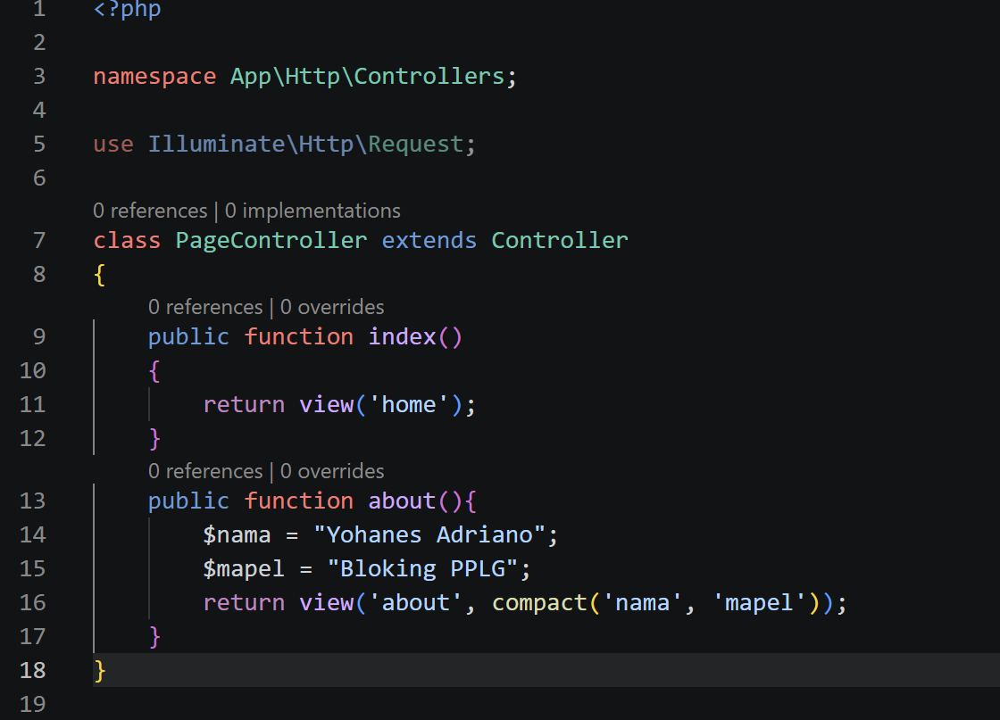 1 <?php
2
3 namespace App\Http\Controllers;
4
5 use Illuminate\Http\Request;
6
0 references | 0 implementations
7 class PageController extends Controller
8 {
0 references | 0 overrides
9 public function index()
10 {
11 return view('home');
12 }
0 references | 0 overrides
13 public function about(){
14 $nama = "Yohanes Adriano";
15 $mapel = "Bloking PPLG";
16 return view('about', compact('nama', 'mapel'));
17 }
18 }
19